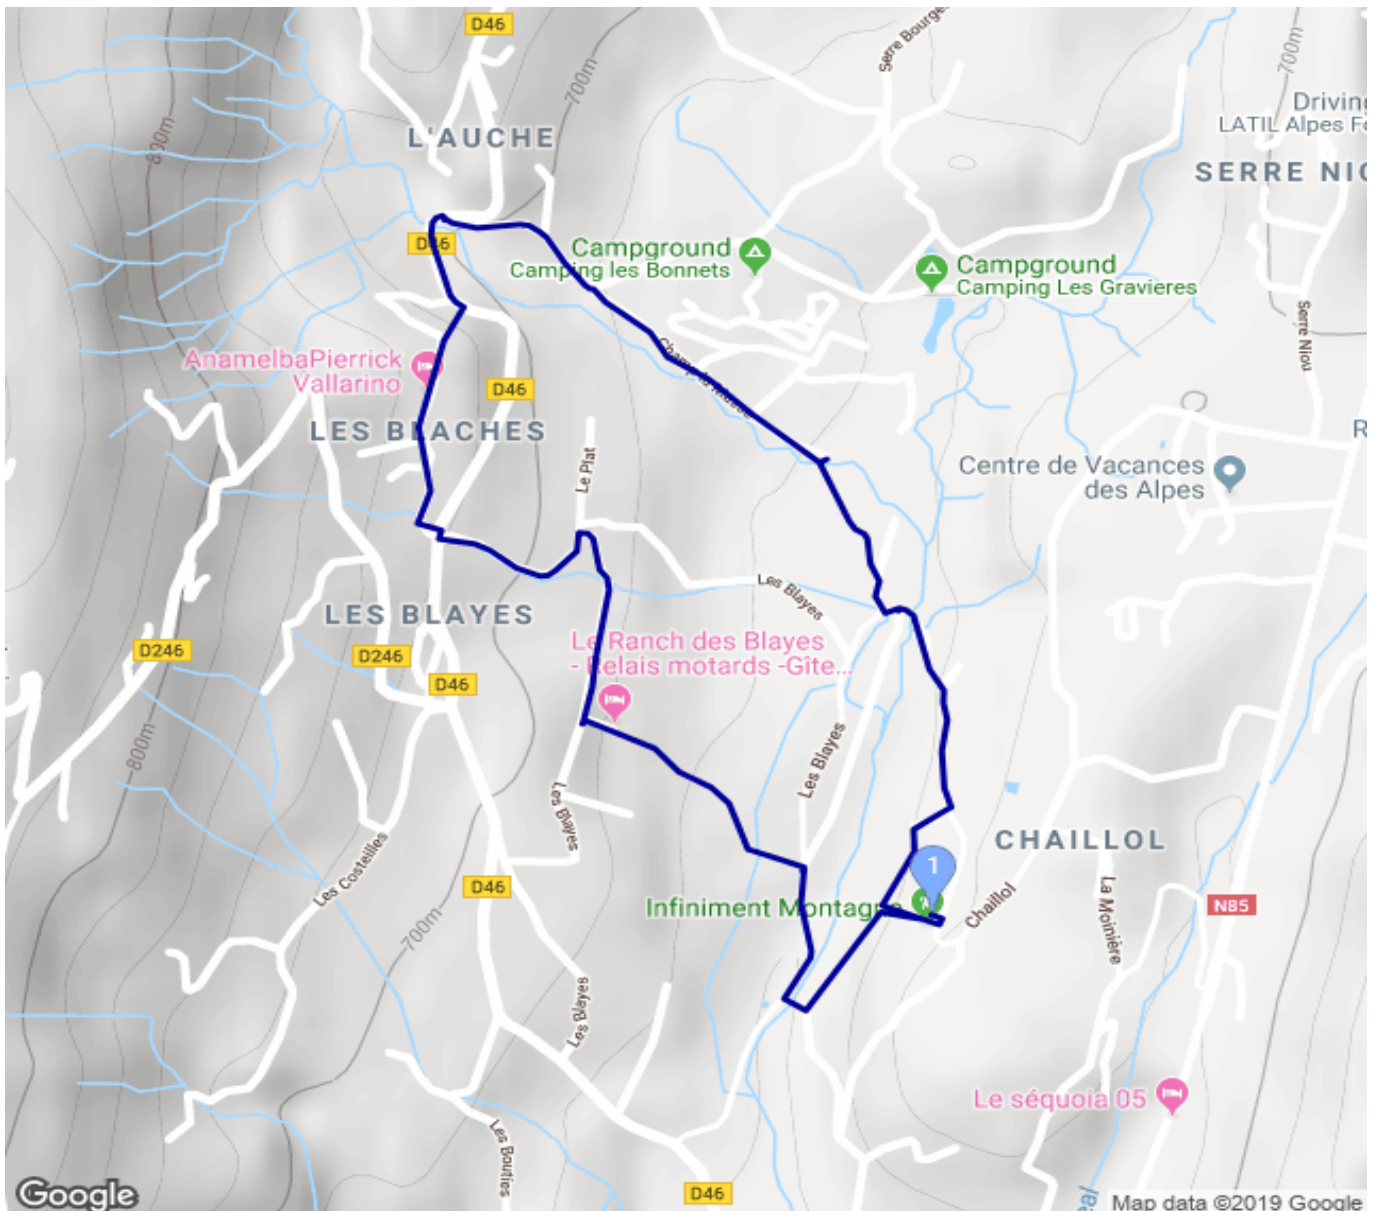 D46
Serre Bourge
700m
700m
Driving
LATIL Alpes Fo
L'AUCHE
800m
SERRE NIO
D46
Campground
Camping les Bonnets
Campground
Camping Les Gravieres
Serre Niou
AnamelbaPierrick
Vallarino
D46
LES BLACHES
R
Le Plat
Centre de Vacances
des Alpes
Les Blayes
LES BLAYES
Le Ranch des Blayes
- Relais motards -Gîte...
D246
D246
D46
800m
Les Blayes
Les Blayes
CHAILLOL
Les Costeilles
D46
1
Infiniment Montagne
Chaillol
La Moinière
N85
700m
Les Blayes
Le séquoia 05
Les Bouties
D46
Google
Map data ©2019 Google